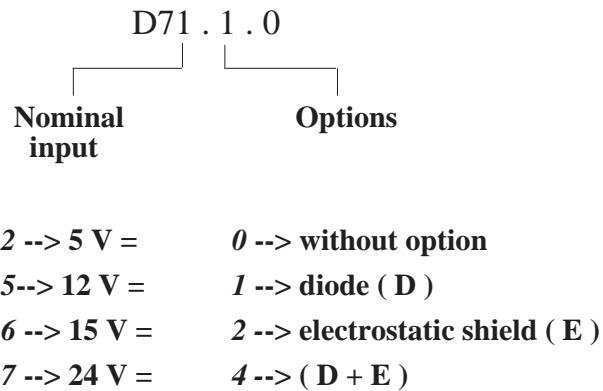 D71 . 1 . 0
Nominal input
Options
2 --> 5 V = 0 --> without option
5--> 12 V = 1 --> diode ( D )
6 --> 15 V = 2 --> electrostatic shield ( E )
7 --> 24 V = 4 --> ( D + E )